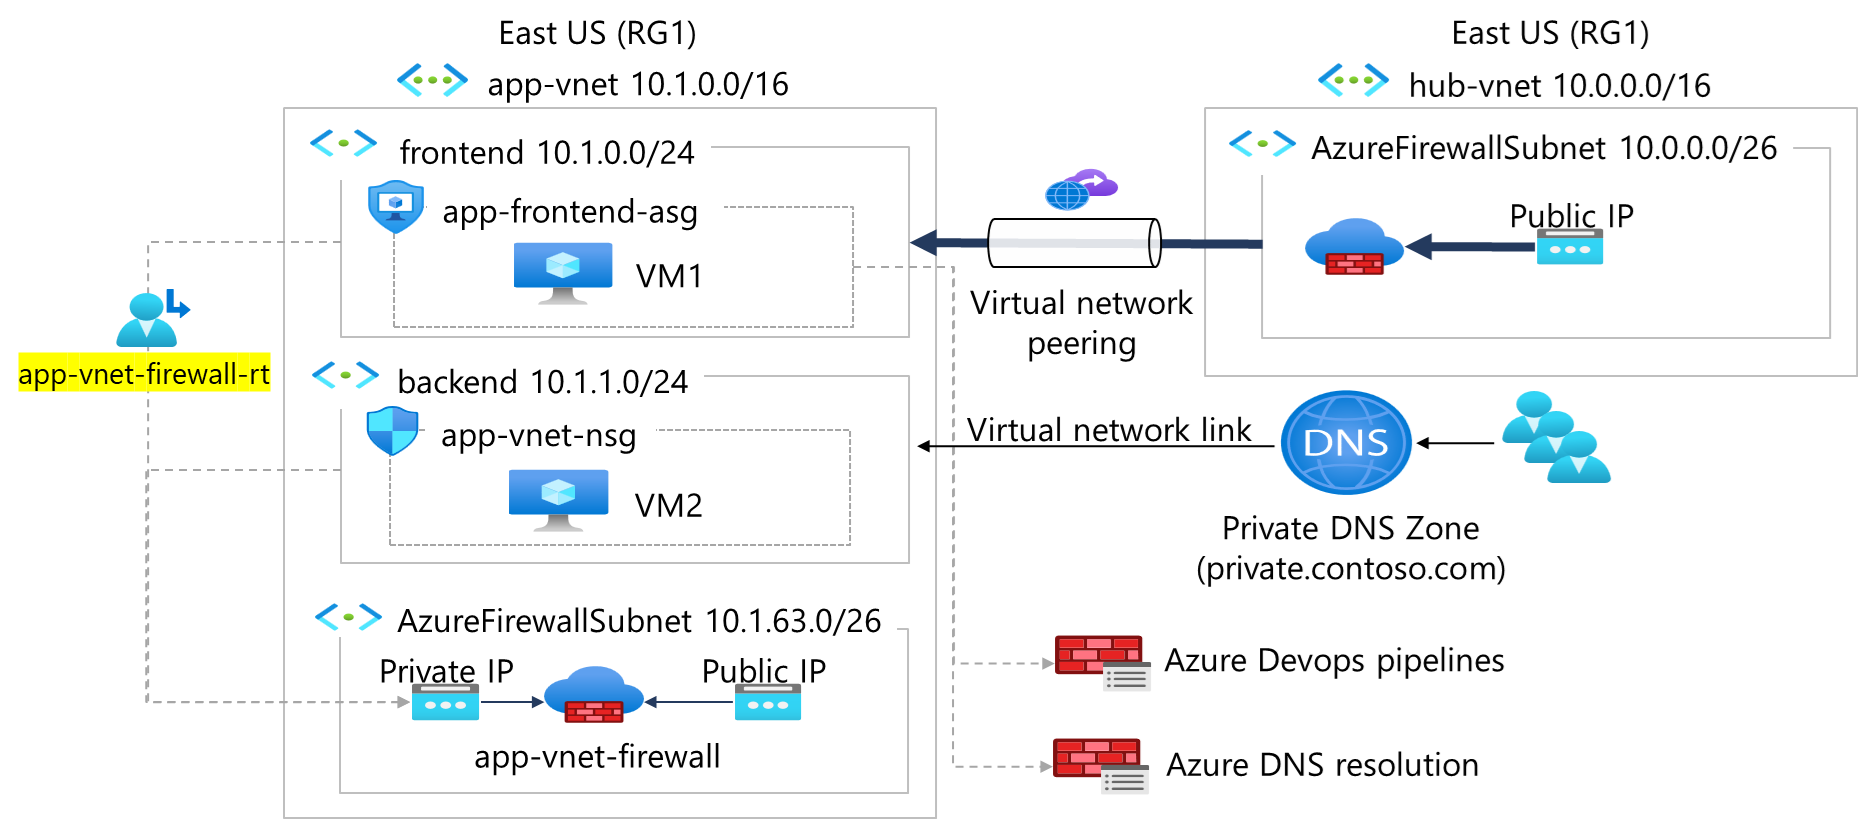 East US (RG1)
app-vnet 10.1.0.0/16
frontend 10.1.0.0/24
app-frontend-asg
VM1
app-vnet-firewall-rt
backend 10.1.1.0/24
app-vnet-nsg
VM2
AzureFirewallSubnet 10.1.63.0/26
Private IP
Public IP
app-vnet-firewall
Virtual network
peering
East US (RG1)
hub-vnet 10.0.0.0/16
AzureFirewallSubnet 10.0.0.0/26
Public IP
Virtual network link
DNS
Private DNS Zone
(private.contoso.com)
Azure Devops pipelines
Azure DNS resolution